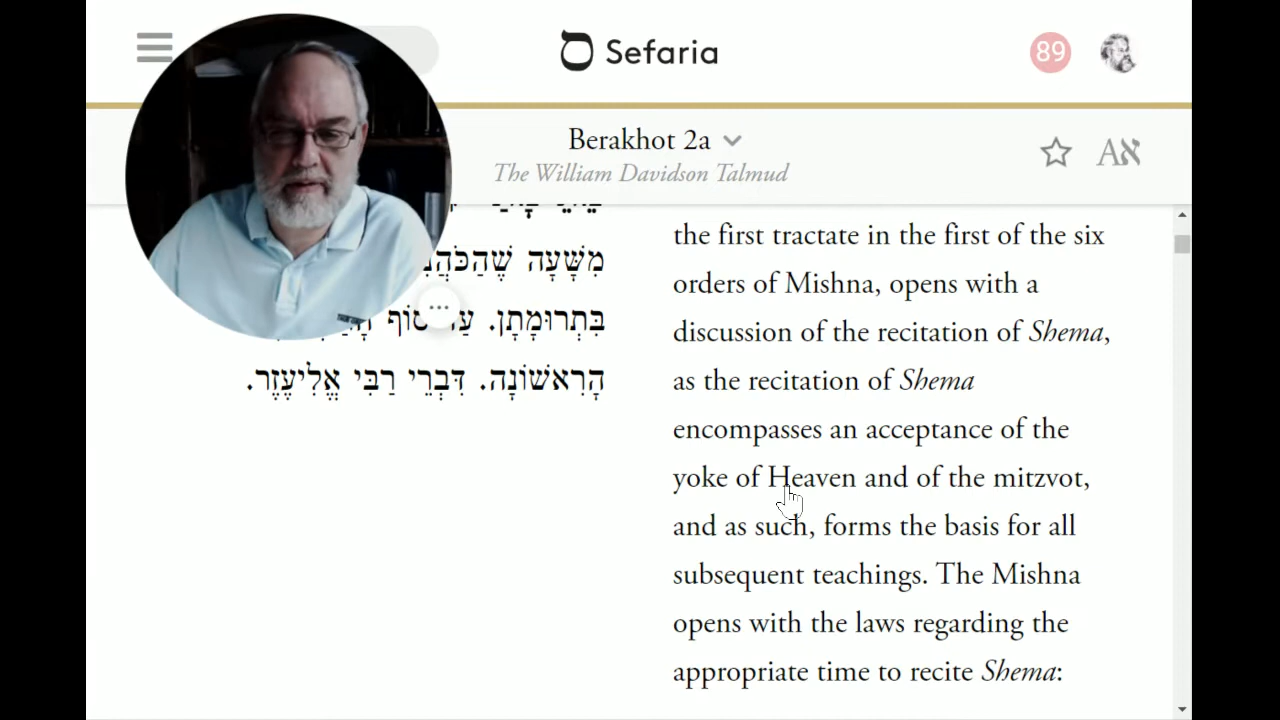 Sefaria
89
Berakhot 2a
The William Davidson Talmud
Aא
מִשָּׁעָה
בִּתְרוּמָתָן.
הָרִאשׁוֹנָה. דִּבְרֵי רַבִּי אֱלִיעֶזֶר.
the first tractate in the first of the six
orders of Mishna, opens with a
discussion of the recitation of Shema,
as the recitation of Shema
encompasses an acceptance of the
yoke of Heaven and of the mitzvot,
and as such, forms the basis for all
subsequent teachings. The Mishna
opens with the laws regarding the
appropriate time to recite Shema: